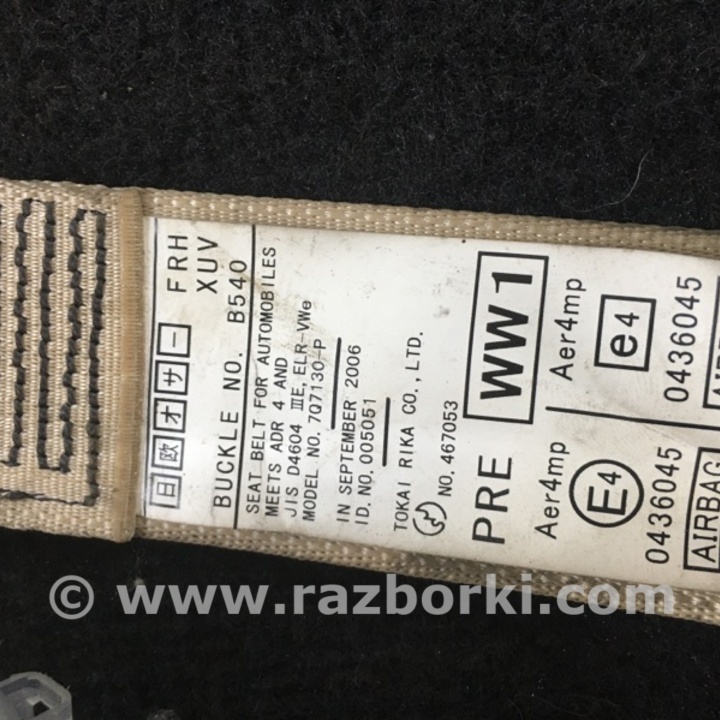 日 欧 オ サ ー FRH
XUV
BUCKLE NO. B540
SEAT BELT FOR AUTOMOBILES
MEETS ADR 4 AND
JIS D4604 ⅢE, ELR-VWe
MODEL NO. 7Q7130-P
IN SEPTEMBER 2006
ID. NO. 005051
TOKAI RIKA CO., LTD.
NO. 467053
PRE WW1
Aer4mp Aer4mp
E4 e4
0436045 0436045
AIRBAG
© www.razborki.com